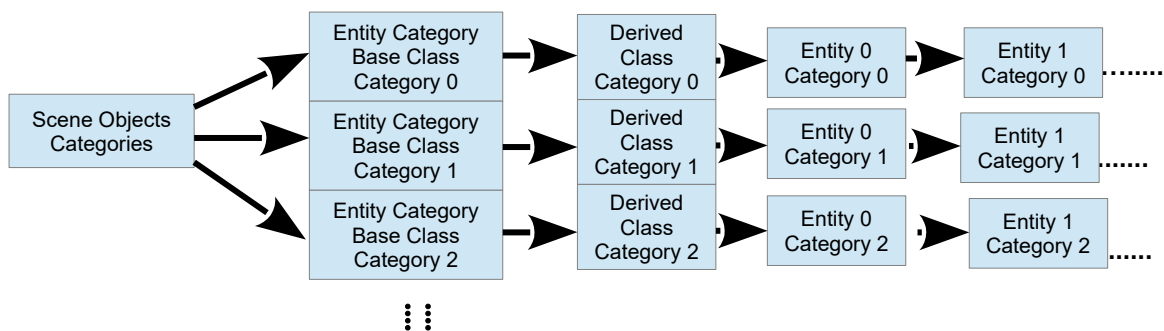 Scene Objects
Categories
Entity Category
Base Class
Category 0
Derived
Class
Category 0
Entity 0
Category 0
Entity 1
Category 0
Entity Category
Base Class
Category 1
Derived
Class
Category 1
Entity 0
Category 1
Entity 1
Category 1
Entity Category
Base Class
Category 2
Derived
Class
Category 2
Entity 0
Category 2
Entity 1
Category 2